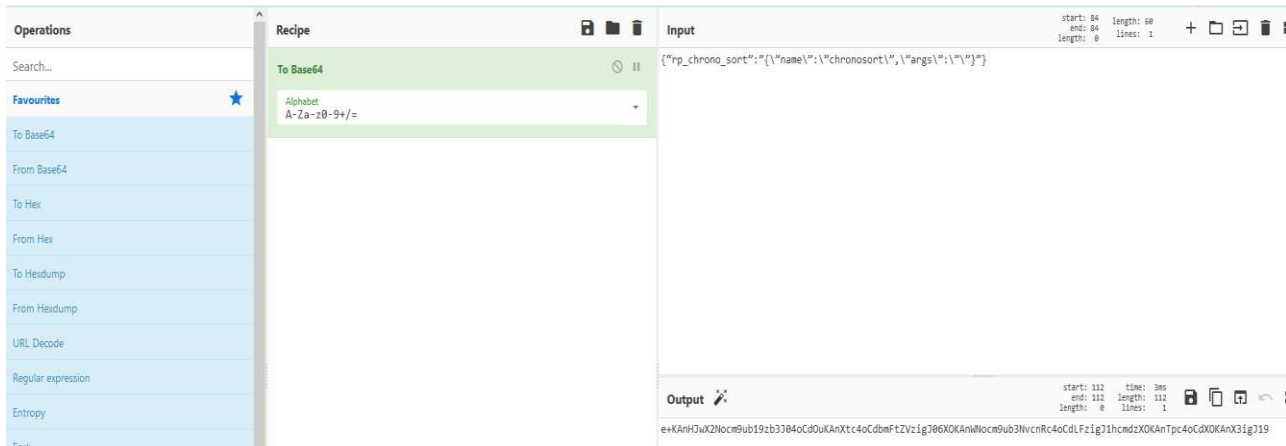 Operations
Search...
Favourites
To Base64
From Base64
To Hex
From Hex
To Hexdump
From Hexdump
URL Decode
Regular expression
Entropy
Recipe
To Base64
Alphabet
A-Za-z0-9+/=
Input
start: 84 length: 60
end: 84 lines: 1
length: 0
{“rp_chrono_sort”:”{\”name\”:\”chronosort\”,\”args\”:\”\”}”}
Output
start: 112 time: 3ms
end: 112 length: 112
length: 0 lines: 1
e+KAnHJwX2Nocm9ub19zb3J04oCdOuKAnXtc4oCdbmFtZVzigJ06XOKAnWNocm9ub3NvcnRc4oCdLFzigJ1hcmdzXOKAnTpc4oCdXOKAnX3igJ19